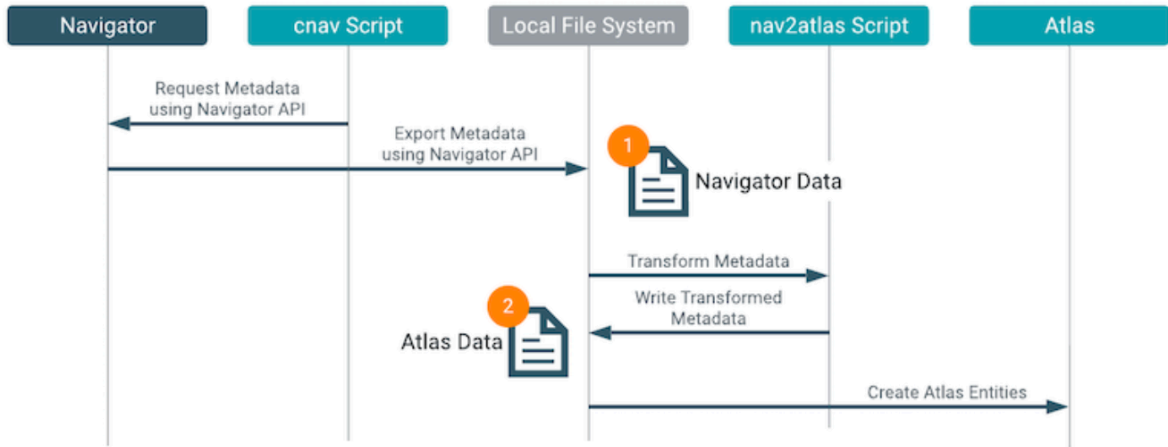 Navigator
cnav Script
Local File System
nav2atlas Script
Atlas
Request Metadata
using Navigator API
Export Metadata
using Navigator API
1
Navigator Data
Transform Metadata
Write Transformed
Metadata
2
Atlas Data
Create Atlas Entities